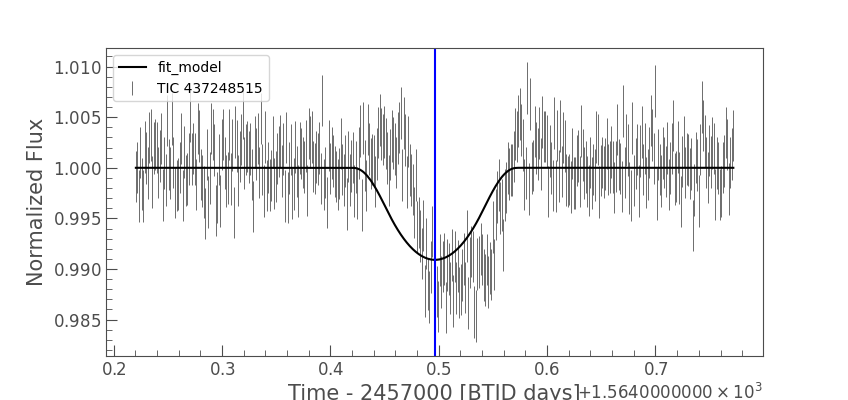 fit_model
TIC 437248515
1.010
1.005
1.000
0.995
0.990
0.985
Normalized Flux
0.2 0.3 0.4 0.5 0.6 0.7
Time - 2457000 [BTJD days]
+1.5640000000 × 10³